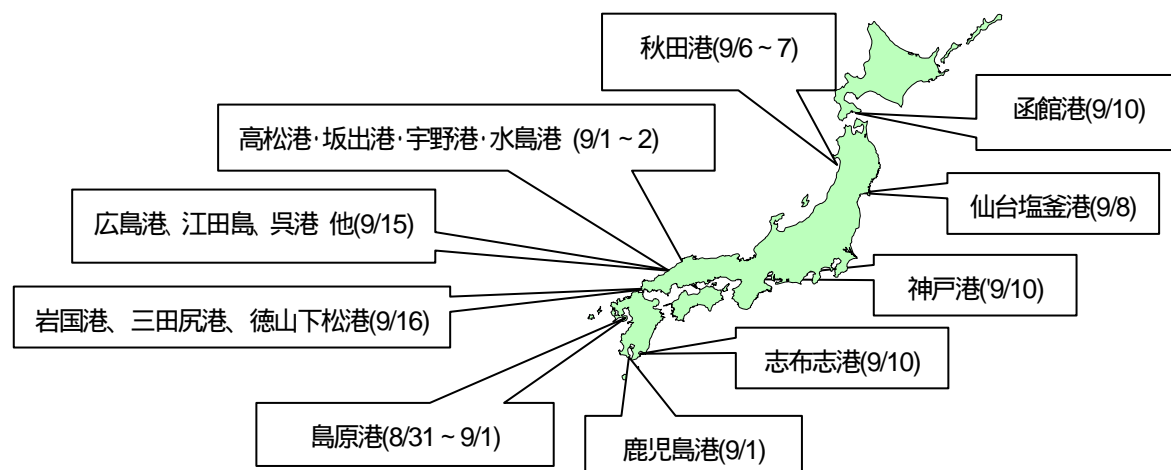 秋田港(9/6 ~ 7)
函館港(9/10)
高松港･坂出港･宇野港･水島港 (9/1 ~ 2)
仙台塩釜港(9/8)
広島港、江田島、呉港 他(9/15)
神戸港('9/10)
岩国港、三田尻港、徳山下松港(9/16)
志布志港(9/10)
島原港(8/31 ~ 9/1)
鹿児島港(9/1)